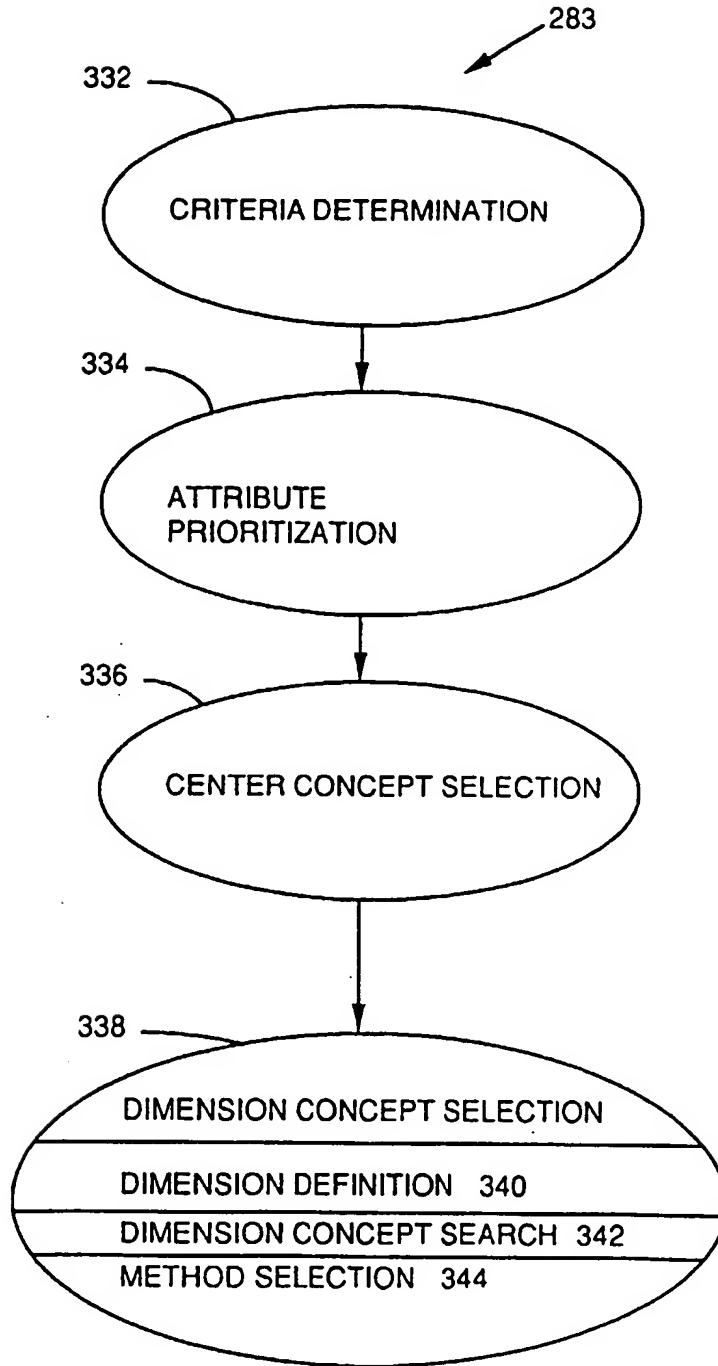 283
332
CRITERIA DETERMINATION
334
ATTRIBUTE
PRIORITIZATION
336
CENTER CONCEPT SELECTION
338
DIMENSION CONCEPT SELECTION
DIMENSION DEFINITION 340
DIMENSION CONCEPT SEARCH 342
METHOD SELECTION 344